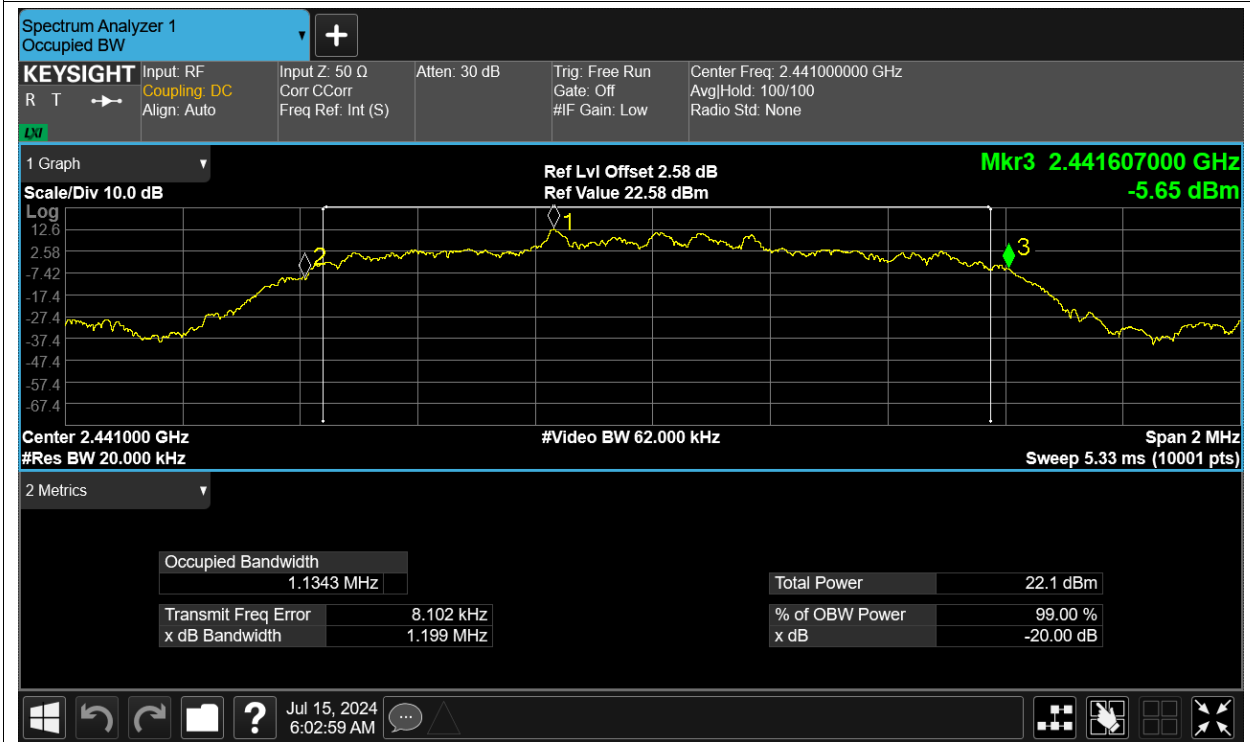 Spectrum Analyzer 1
Occupied BW
KEYSIGHT
R T
LXI
Input: RF
Coupling: DC
Align: Auto
Input Z: 50 Ω
Corr CCorr
Freq Ref: Int (S)
Atten: 30 dB
Trig: Free Run
Gate: Off
#IF Gain: Low
Center Freq: 2.441000000 GHz
Avg|Hold: 100/100
Radio Std: None
1 Graph
Scale/Div 10.0 dB
Ref Lvl Offset 2.58 dB
Ref Value 22.58 dBm
Mkr3 2.441607000 GHz
-5.65 dBm
Log
12.6
2.58
-7.42
-17.4
-27.4
-37.4
-47.4
-57.4
-67.4
1
2
3
Center 2.441000 GHz
#Video BW 62.000 kHz
Span 2 MHz
#Res BW 20.000 kHz
Sweep 5.33 ms (10001 pts)
2 Metrics
Occupied Bandwidth
1.1343 MHz
Transmit Freq Error 8.102 kHz
x dB Bandwidth 1.199 MHz
Total Power 22.1 dBm
% of OBW Power 99.00 %
x dB -20.00 dB
?
Jul 15, 2024
6:02:59 AM